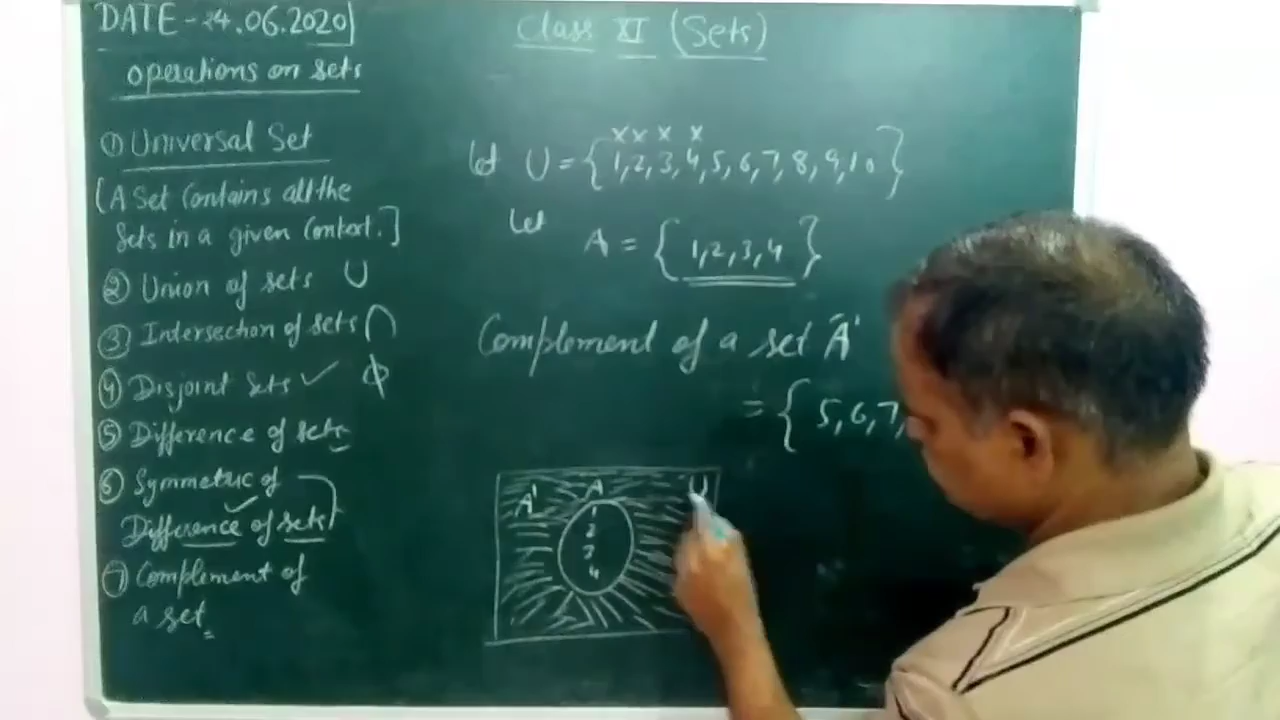 DATE - 24.06.2020
operations on sets
① Universal Set
[A Set Contains all the
Sets in a given Context.]
② Union of sets ∪
③ Intersection of sets ∩
④ Disjoint Sets ✓ ϕ
⑤ Difference of sets
⑥ Symmetric of
Difference of sets
⑦ Complement of
a set
Class XI (Sets)
x x x x
let U = { 1,2,3,4,5,6,7,8,9,10 }
let
A = { 1,2,3,4 }
Complement of a set A'
= { 5,6,7,
A' A U
1
2
3
4